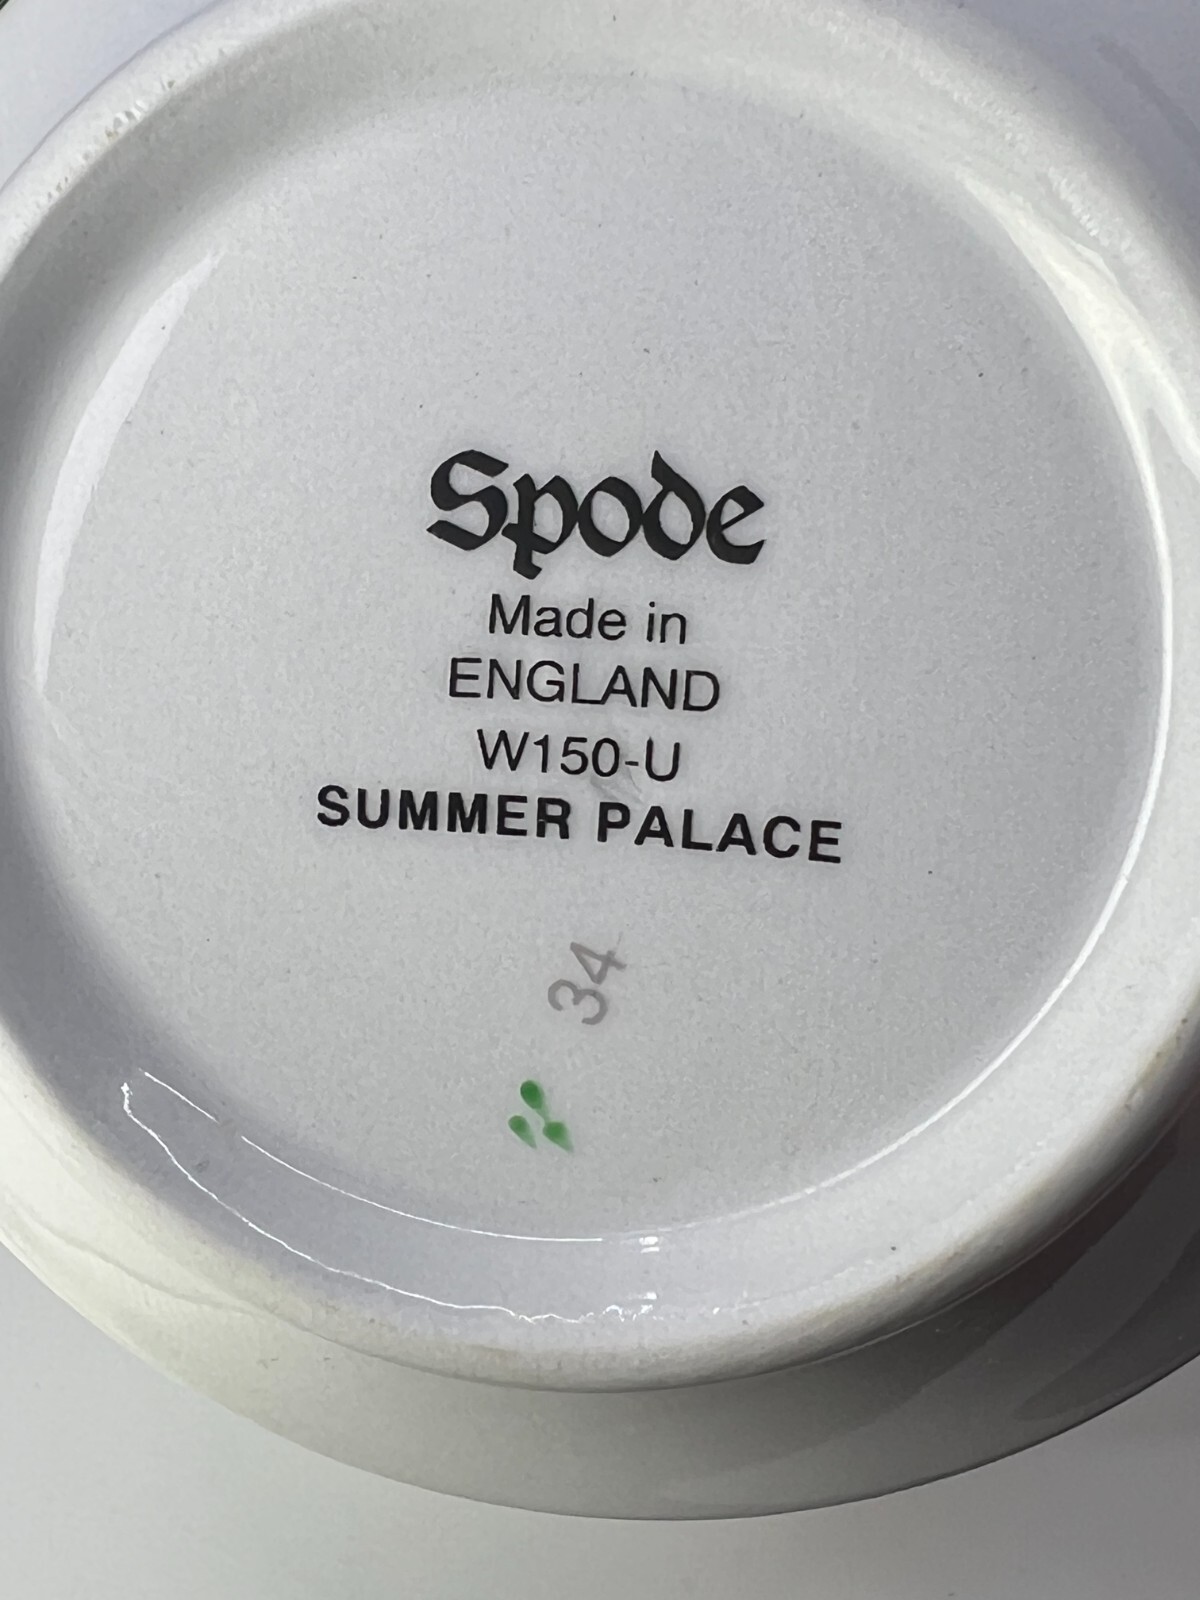 Spode
Made in
ENGLAND
W150-U
SUMMER PALACE
34